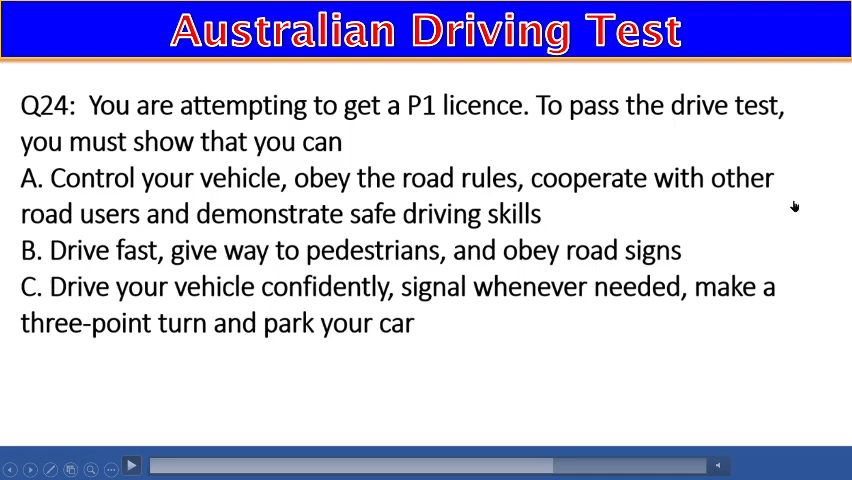 Australian Driving Test
Q24:  You are attempting to get a P1 licence. To pass the drive test,
you must show that you can
A. Control your vehicle, obey the road rules, cooperate with other
road users and demonstrate safe driving skills
B. Drive fast, give way to pedestrians, and obey road signs
C. Drive your vehicle confidently, signal whenever needed, make a
three-point turn and park your car